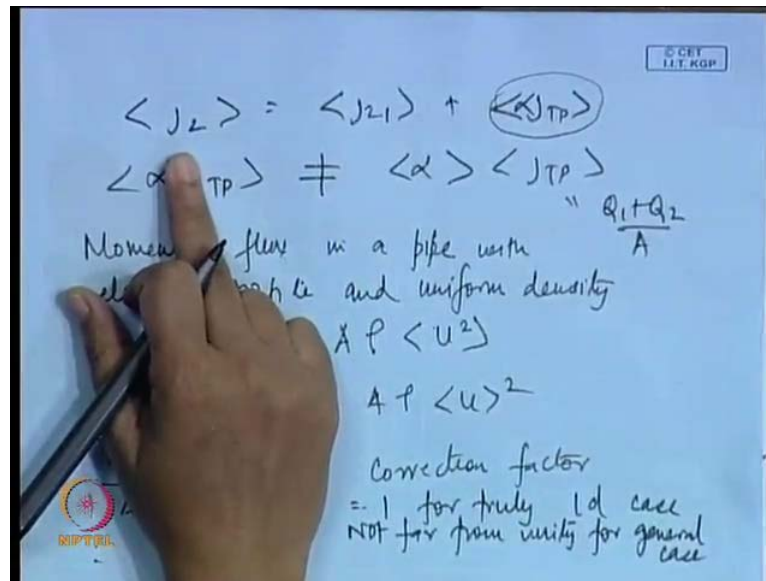 © CET
I.I.T. KGP
< J2 > = < J21 > + < αJTP >
< α TP > ≠ < α > < JTP >
" Q1+Q2
A
flux in a pipe with
and uniform density
A ρ < u² >
A ρ < u >²
Correction factor
= 1 for truly 1d case
Not far from unity for general
case
NPTEL